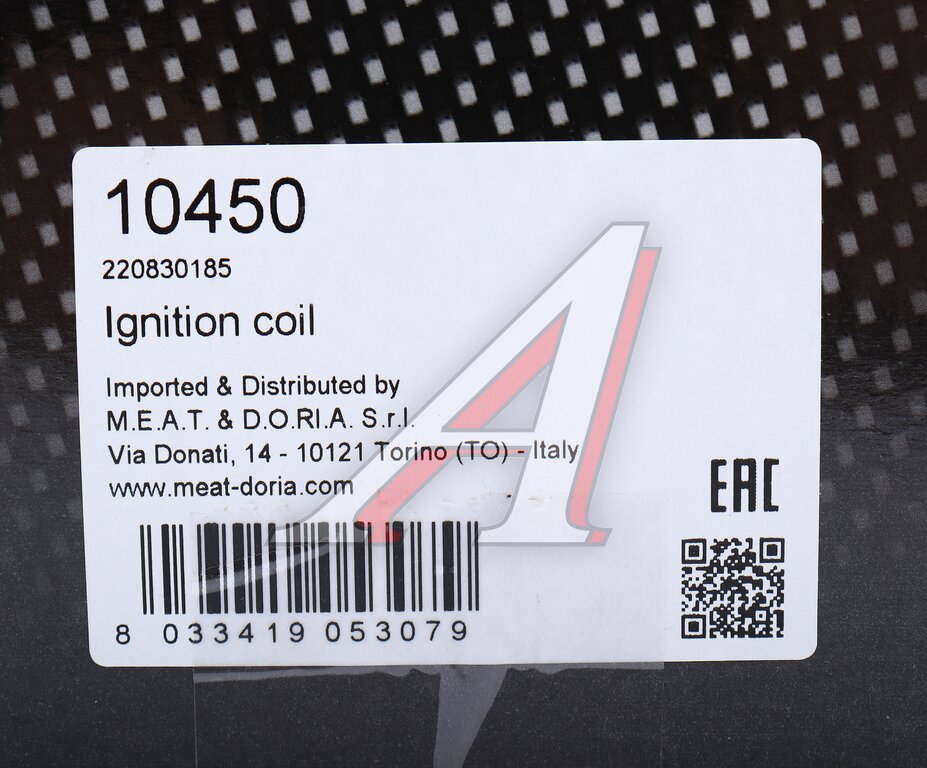 10450
220830185
Ignition coil
Imported & Distributed by
M.E.A.T. & D.O.RI.A. S.r.l.
Via Donati, 14 - 10121 Torino (TO) - Italy
www.meat-doria.com
EAC
8 033419 053079